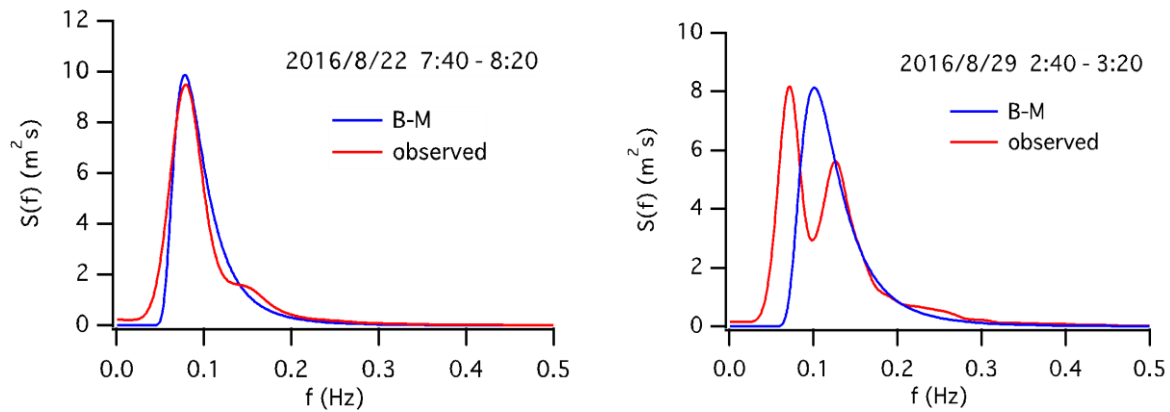 12
10
8
6
4
2
0
S(f) (m²s)
2016/8/22 7:40 - 8:20
B-M
observed
0.0 0.1 0.2 0.3 0.4 0.5
f (Hz)
10
8
6
4
2
0
S(f) (m²s)
2016/8/29 2:40 - 3:20
B-M
observed
0.0 0.1 0.2 0.3 0.4 0.5
f (Hz)